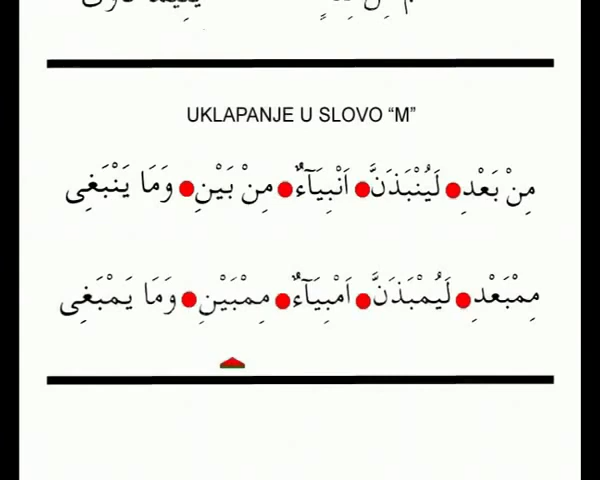 UKLAPANJE U SLOVO “M”
مِنْ بَعْدِ ● لَيُنْبَذَنَّ ● اَنْبِيَآءٌ ● مِنْ بَيْنِ ● وَمَا يَنْبَغِى
مِمْبَعْدِ ● لَيُمْبَذَنَّ ● اَمْبِيَآءٌ ● مِمْبَيْنِ ● وَمَا يَمْبَغِى